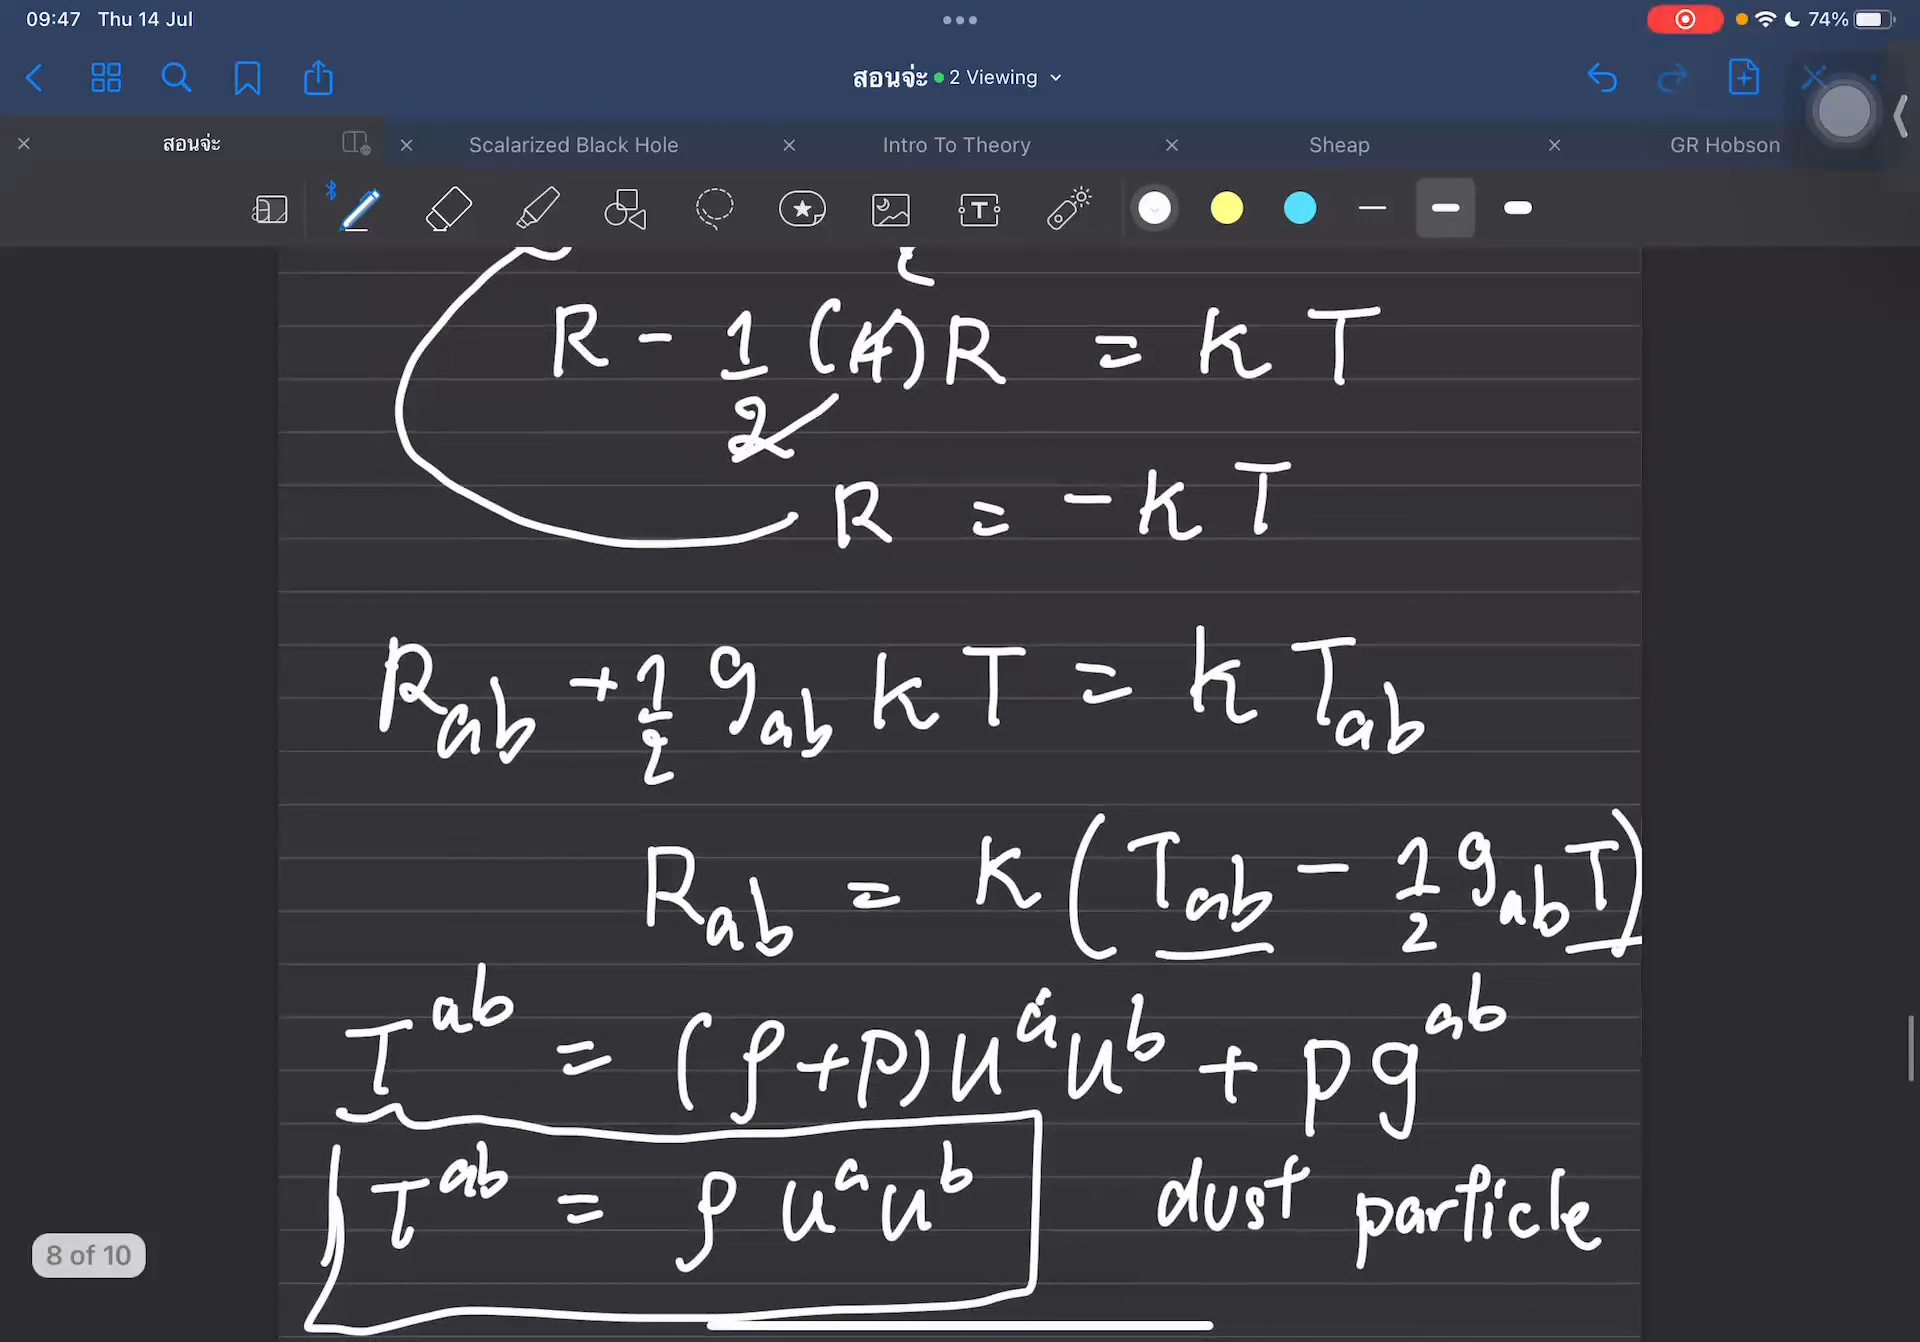 09:47 Thu 14 Jul
74%
สอนจ่ะ 2 Viewing
สอนจ่ะ
Scalarized Black Hole
Intro To Theory
Sheap
GR Hobson
R - 1/2 (4) R = k T
R = -k T
R_ab + 1/2 g_ab k T = k T_ab
R_ab = k (T_ab - 1/2 g_ab T)
T^ab = (ρ+p) u^a u^b + p g^ab
T^ab = ρ u^a u^b dust particle
8 of 10